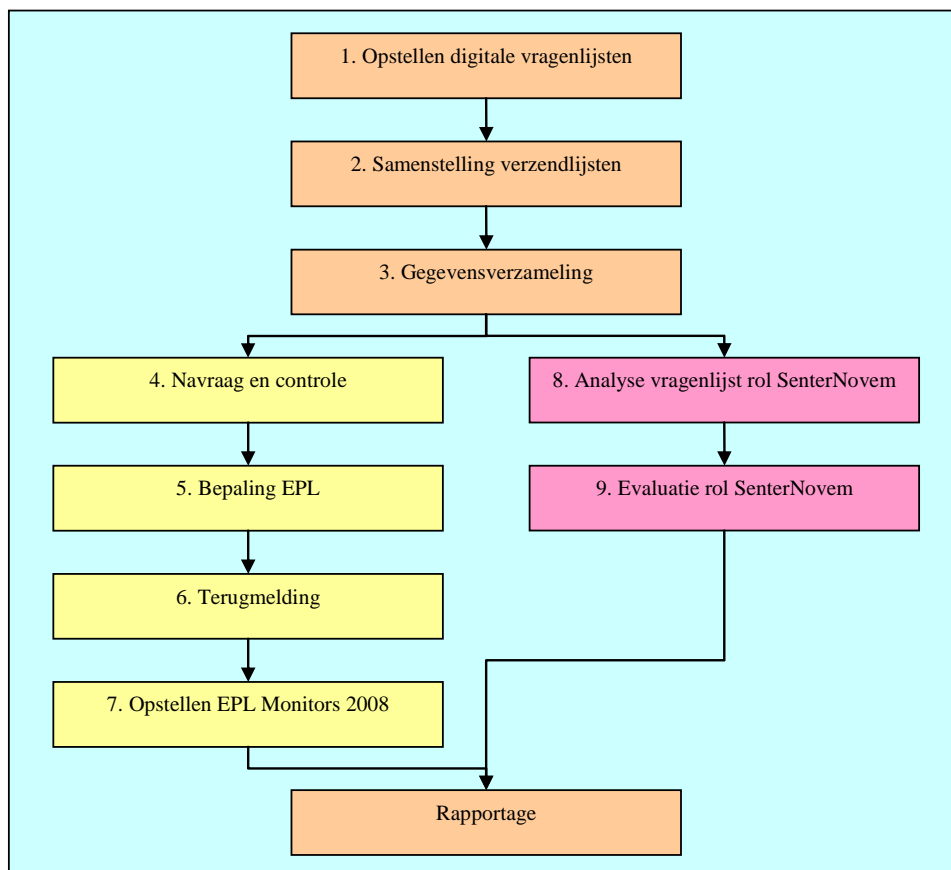 1. Opstellen digitale vragenlijsten
2. Samenstelling verzendlijsten
3. Gegevensverzameling
4. Navraag en controle
5. Bepaling EPL
6. Terugmelding
7. Opstellen EPL Monitors 2008
8. Analyse vragenlijst rol SenterNovem
9. Evaluatie rol SenterNovem
Rapportage